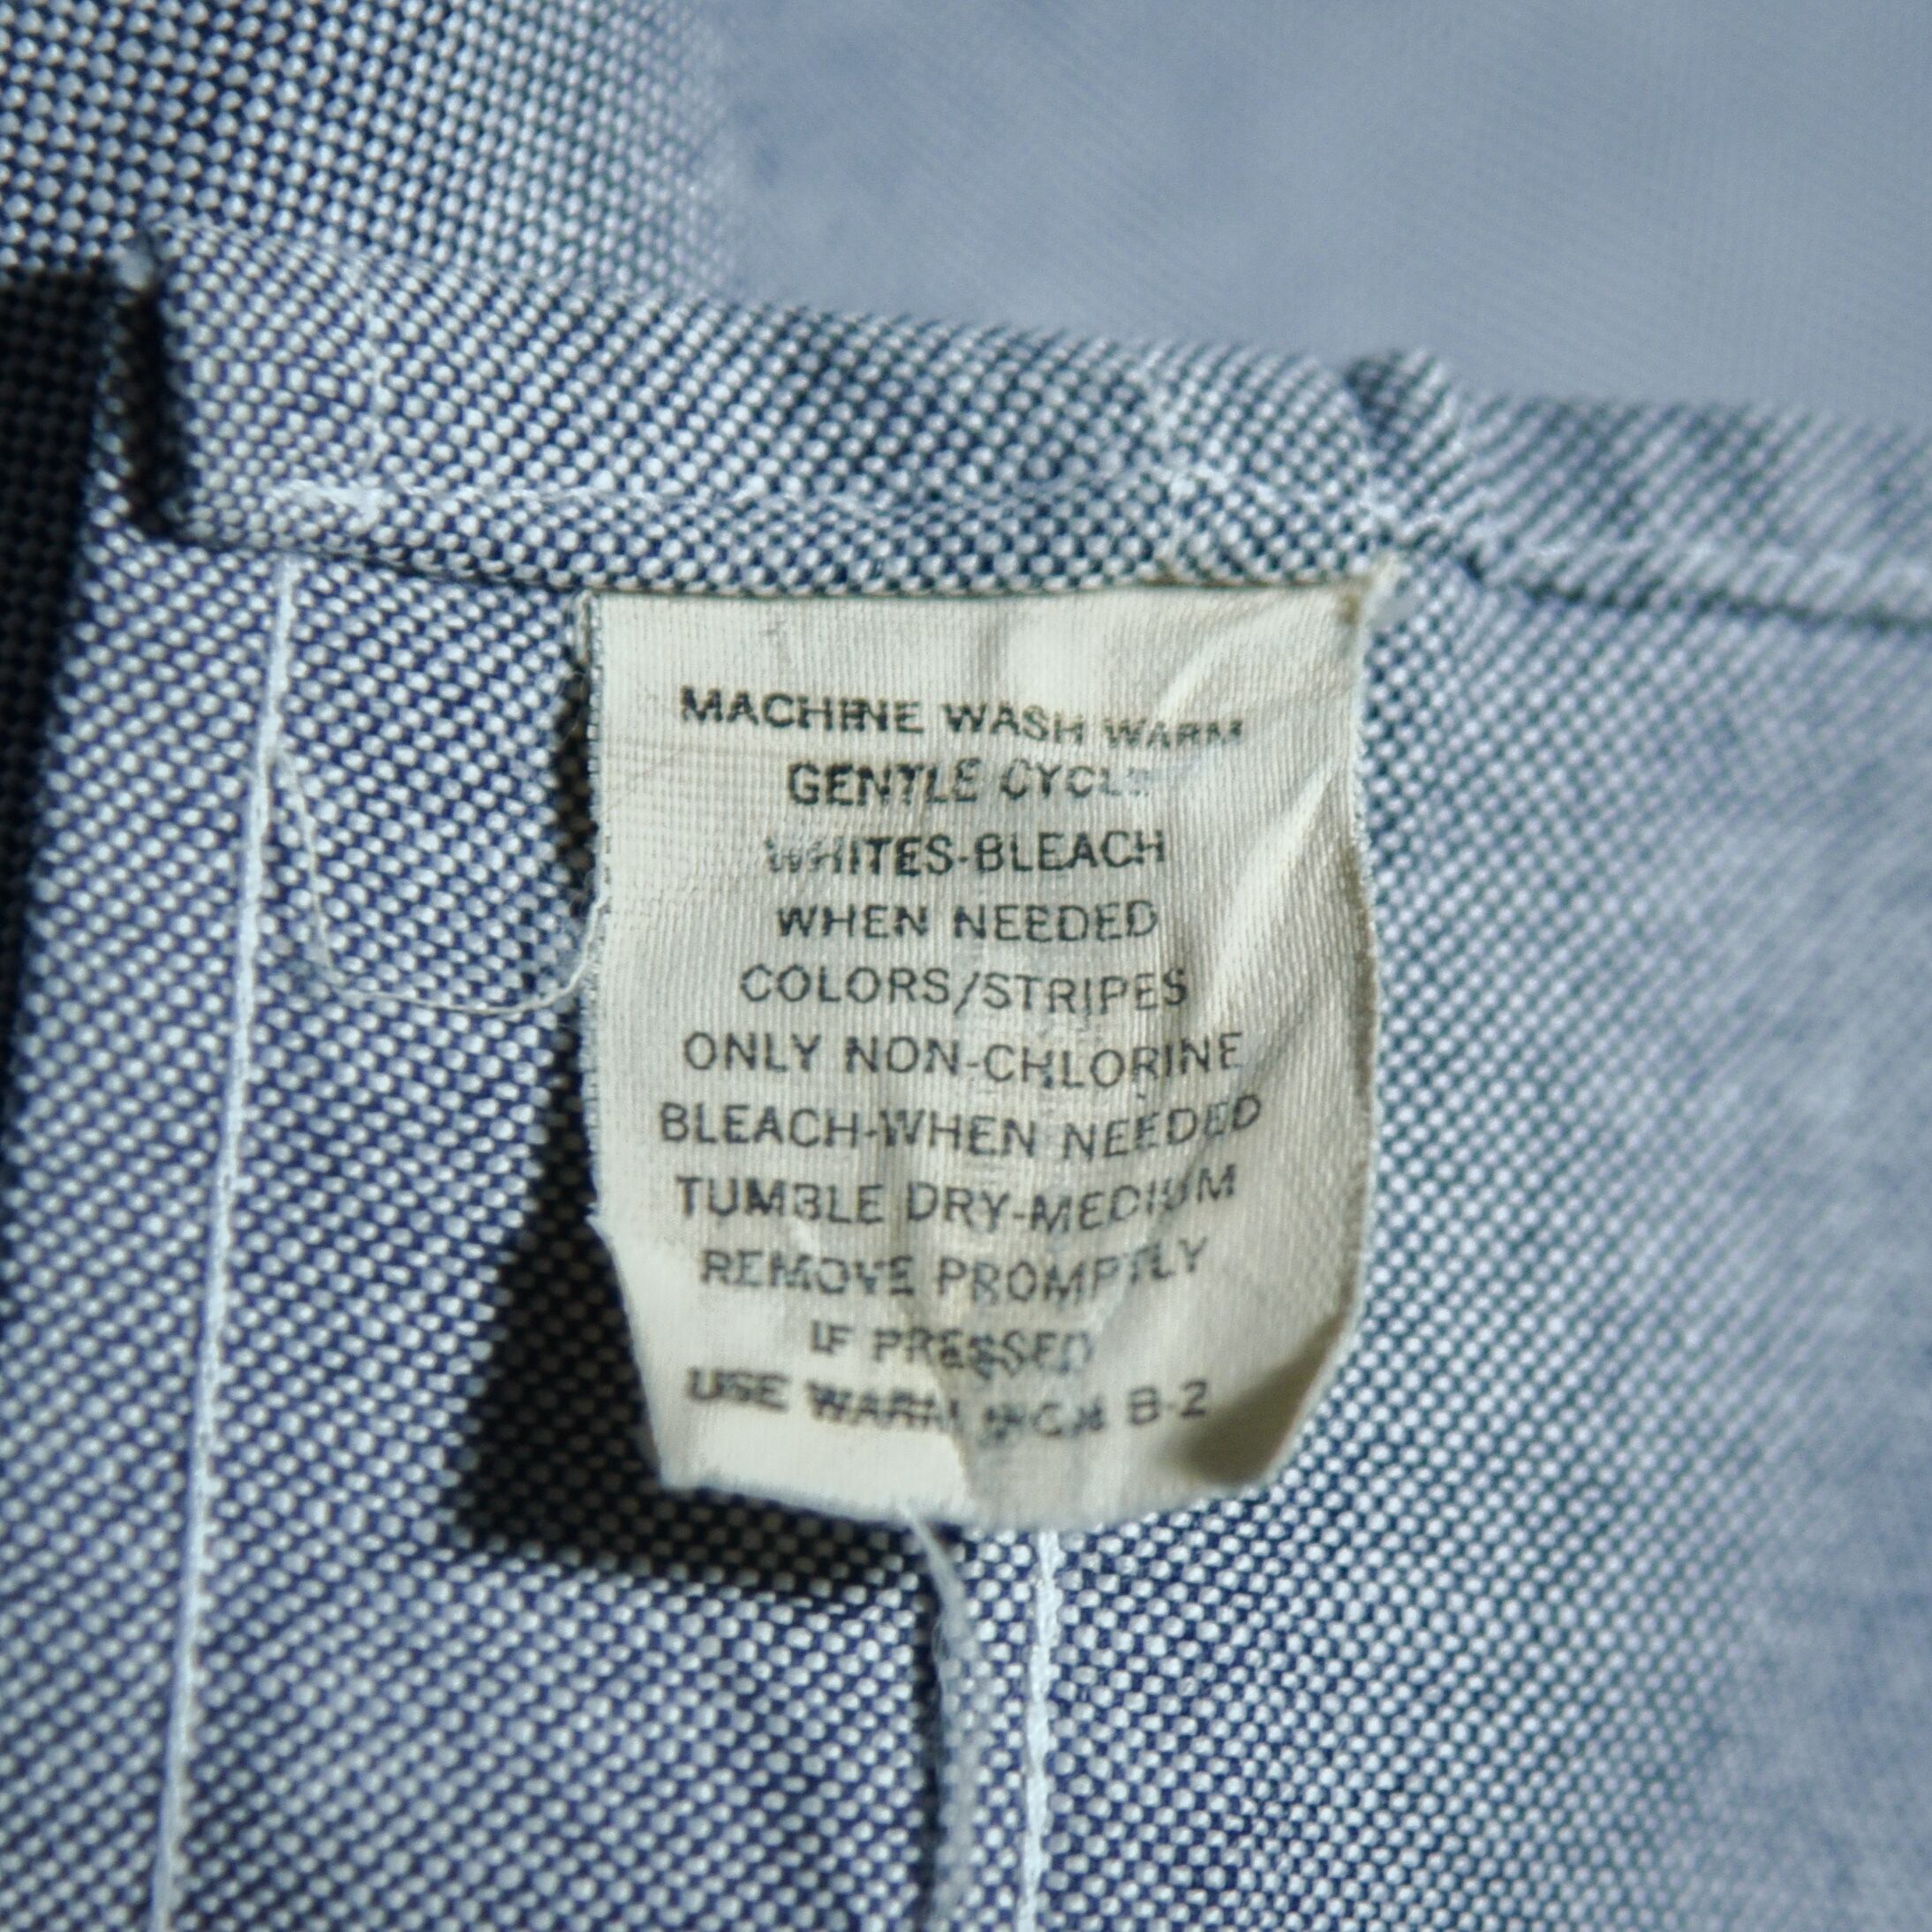 MACHINE WASH WARM
GENTLE CYCLE
WHITES-BLEACH
WHEN NEEDED
COLORS/STRIPES
ONLY NON-CHLORINE
BLEACH-WHEN NEEDED
TUMBLE DRY-MEDIUM
REMOVE PROMPTLY
IF PRESSED
USE WARM B-2